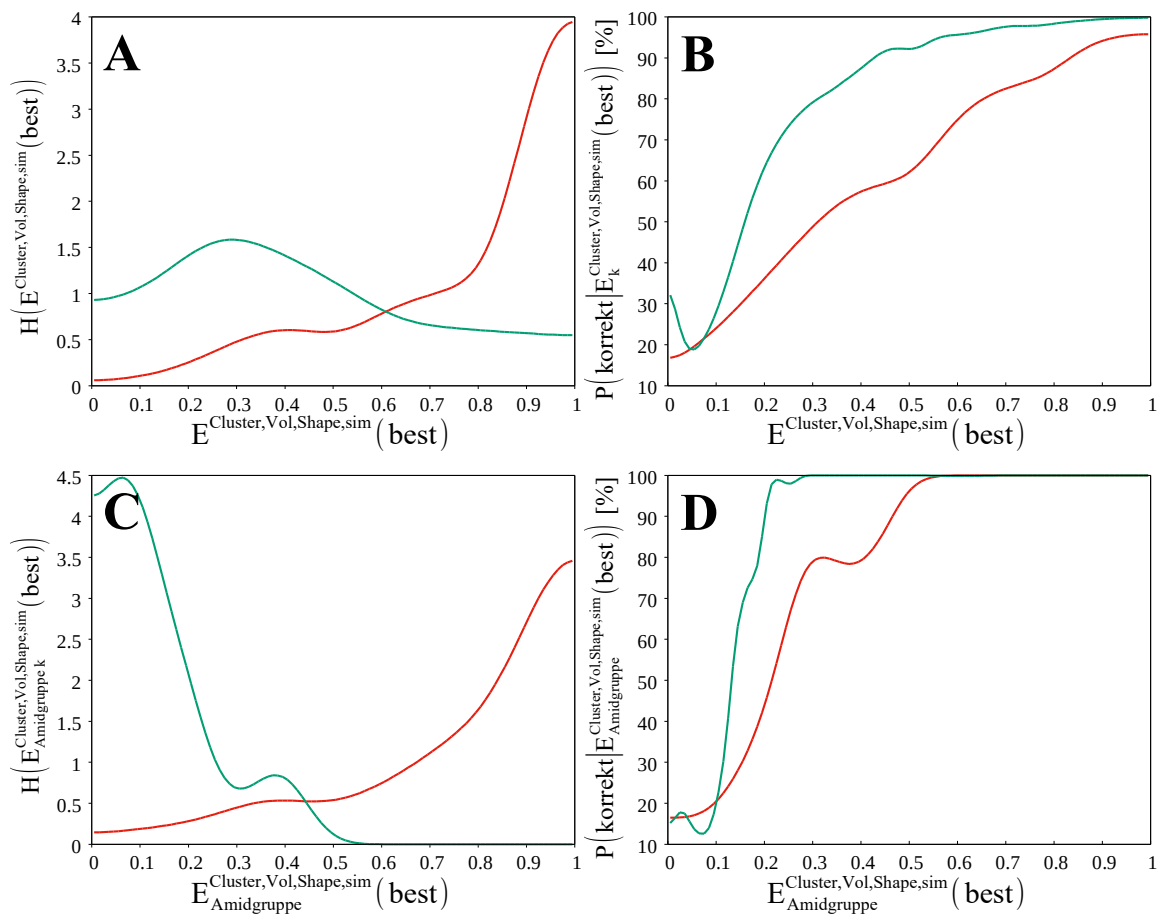 A
H(E^Cluster,Vol,Shape,sim(best))
4
3.5
3
2.5
2
1.5
1
0.5
0
0 0.1 0.2 0.3 0.4 0.5 0.6 0.7 0.8 0.9 1
E^Cluster,Vol,Shape,sim(best)
B
P(korrekt|E_k^Cluster,Vol,Shape,sim(best)) [%]
100
90
80
70
60
50
40
30
20
10
0 0.1 0.2 0.3 0.4 0.5 0.6 0.7 0.8 0.9 1
E^Cluster,Vol,Shape,sim(best)
C
H(E_Amidgruppe k^Cluster,Vol,Shape,sim(best))
4.5
4
3.5
3
2.5
2
1.5
1
0.5
0
0 0.1 0.2 0.3 0.4 0.5 0.6 0.7 0.8 0.9 1
E_Amidgruppe^Cluster,Vol,Shape,sim(best)
D
P(korrekt|E_Amidgruppe^Cluster,Vol,Shape,sim(best)) [%]
100
90
80
70
60
50
40
30
20
10
0 0.1 0.2 0.3 0.4 0.5 0.6 0.7 0.8 0.9 1
E_Amidgruppe^Cluster,Vol,Shape,sim(best)